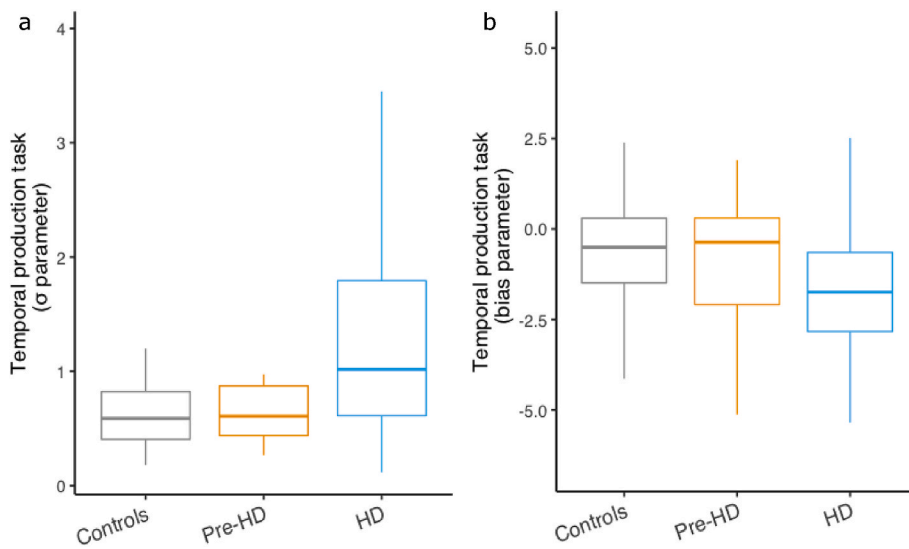 a
Temporal production task
(σ parameter)
4
3
2
1
0
Controls
Pre-HD
HD
b
Temporal production task
(bias parameter)
5.0
2.5
0.0
-2.5
-5.0
Controls
Pre-HD
HD